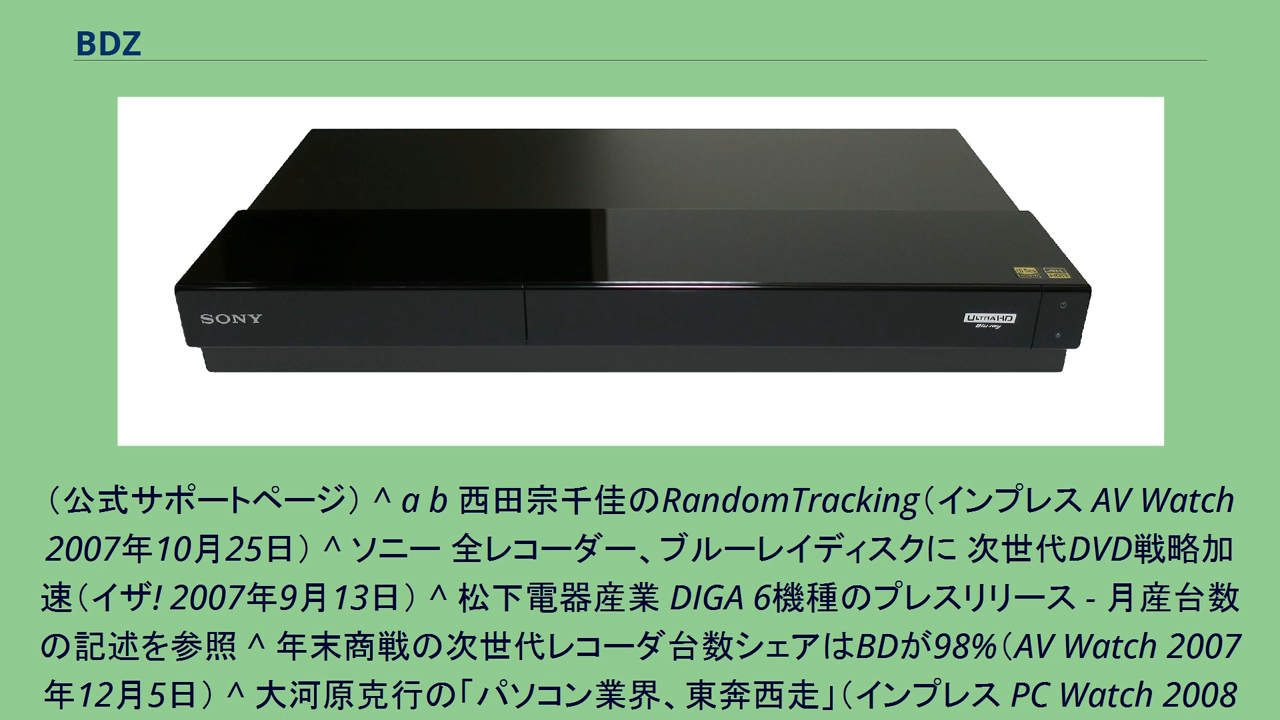 BDZ
SONY
ULTRA HD
Blu-ray
（公式サポートページ） ^ a b 西田宗千佳のRandomTracking（インプレス AV Watch
2007年10月25日） ^ ソニー 全レコーダー、ブルーレイディスクに 次世代DVD戦略加
速（イザ! 2007年9月13日） ^ 松下電器産業 DIGA 6機種のプレスリリース - 月産台数
の記述を参照 ^ 年末商戦の次世代レコーダ台数シェアはBDが98%（AV Watch 2007
年12月5日） ^ 大河原克行の「パソコン業界、東奔西走」（インプレス PC Watch 2008